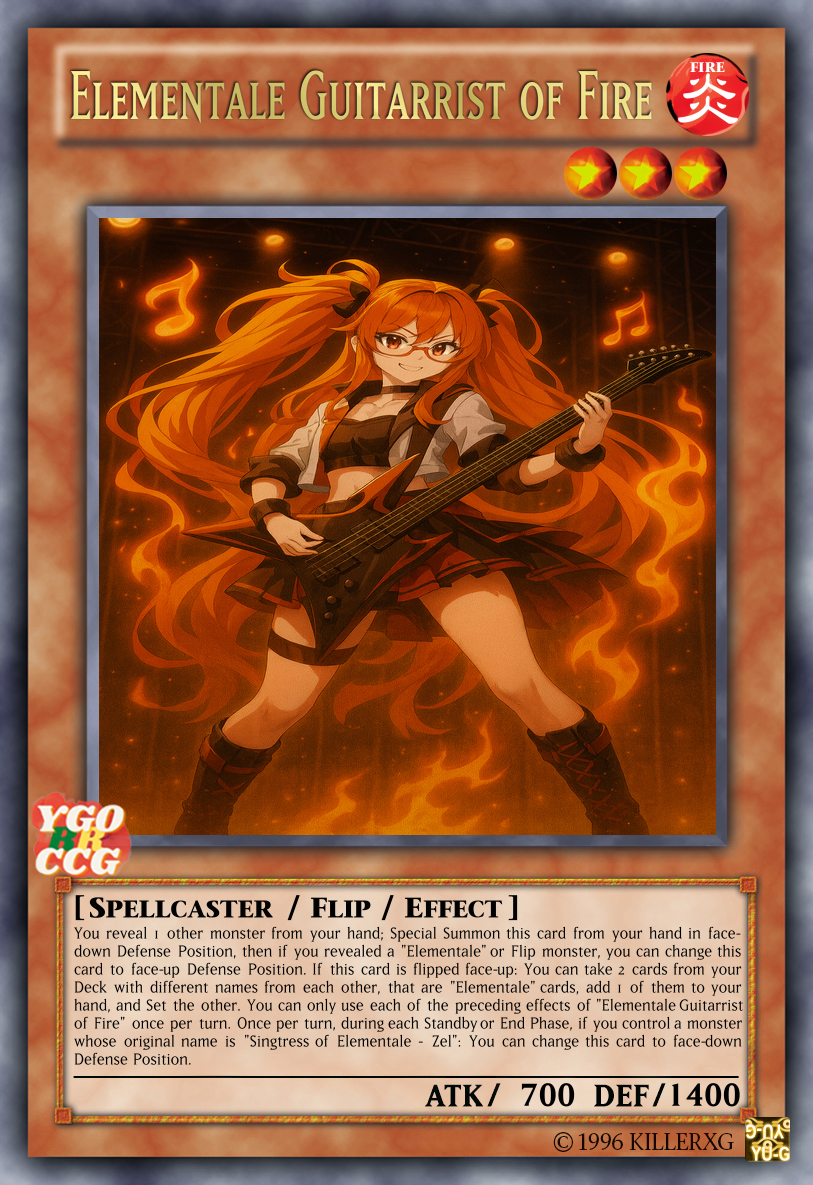 Elementale Guitarrist of Fire
FIRE
炎
YGO
RR
CCG
[ Spellcaster / Flip / Effect ]
You reveal 1 other monster from your hand; Special Summon this card from your hand in face-
down Defense Position, then if you revealed a "Elementale" or Flip monster, you can change this
card to face-up Defense Position. If this card is flipped face-up: You can take 2 cards from your
Deck with different names from each other, that are "Elementale" cards, add 1 of them to your
hand, and Set the other. You can only use each of the preceding effects of "Elementale Guitarrist
of Fire" once per turn. Once per turn, during each Standby or End Phase, if you control a monster
whose original name is "Singtress of Elementale - Zel": You can change this card to face-down
Defense Position.
ATK/ 700 DEF/1400
© 1996 KILLERXG
YU-G